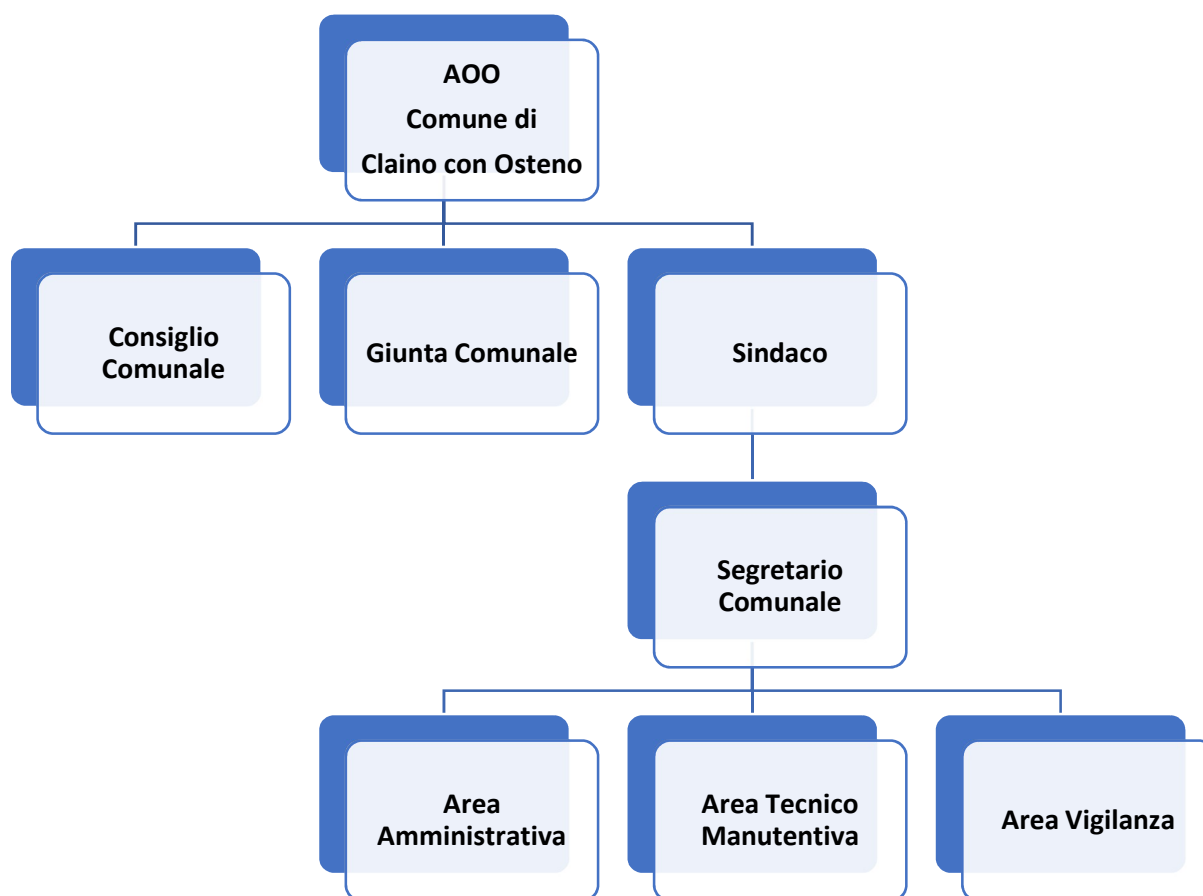 AOO
Comune di
Claino con Osteno
Consiglio
Comunale
Giunta Comunale
Sindaco
Segretario
Comunale
Area
Amministrativa
Area Tecnico
Manutentiva
Area Vigilanza